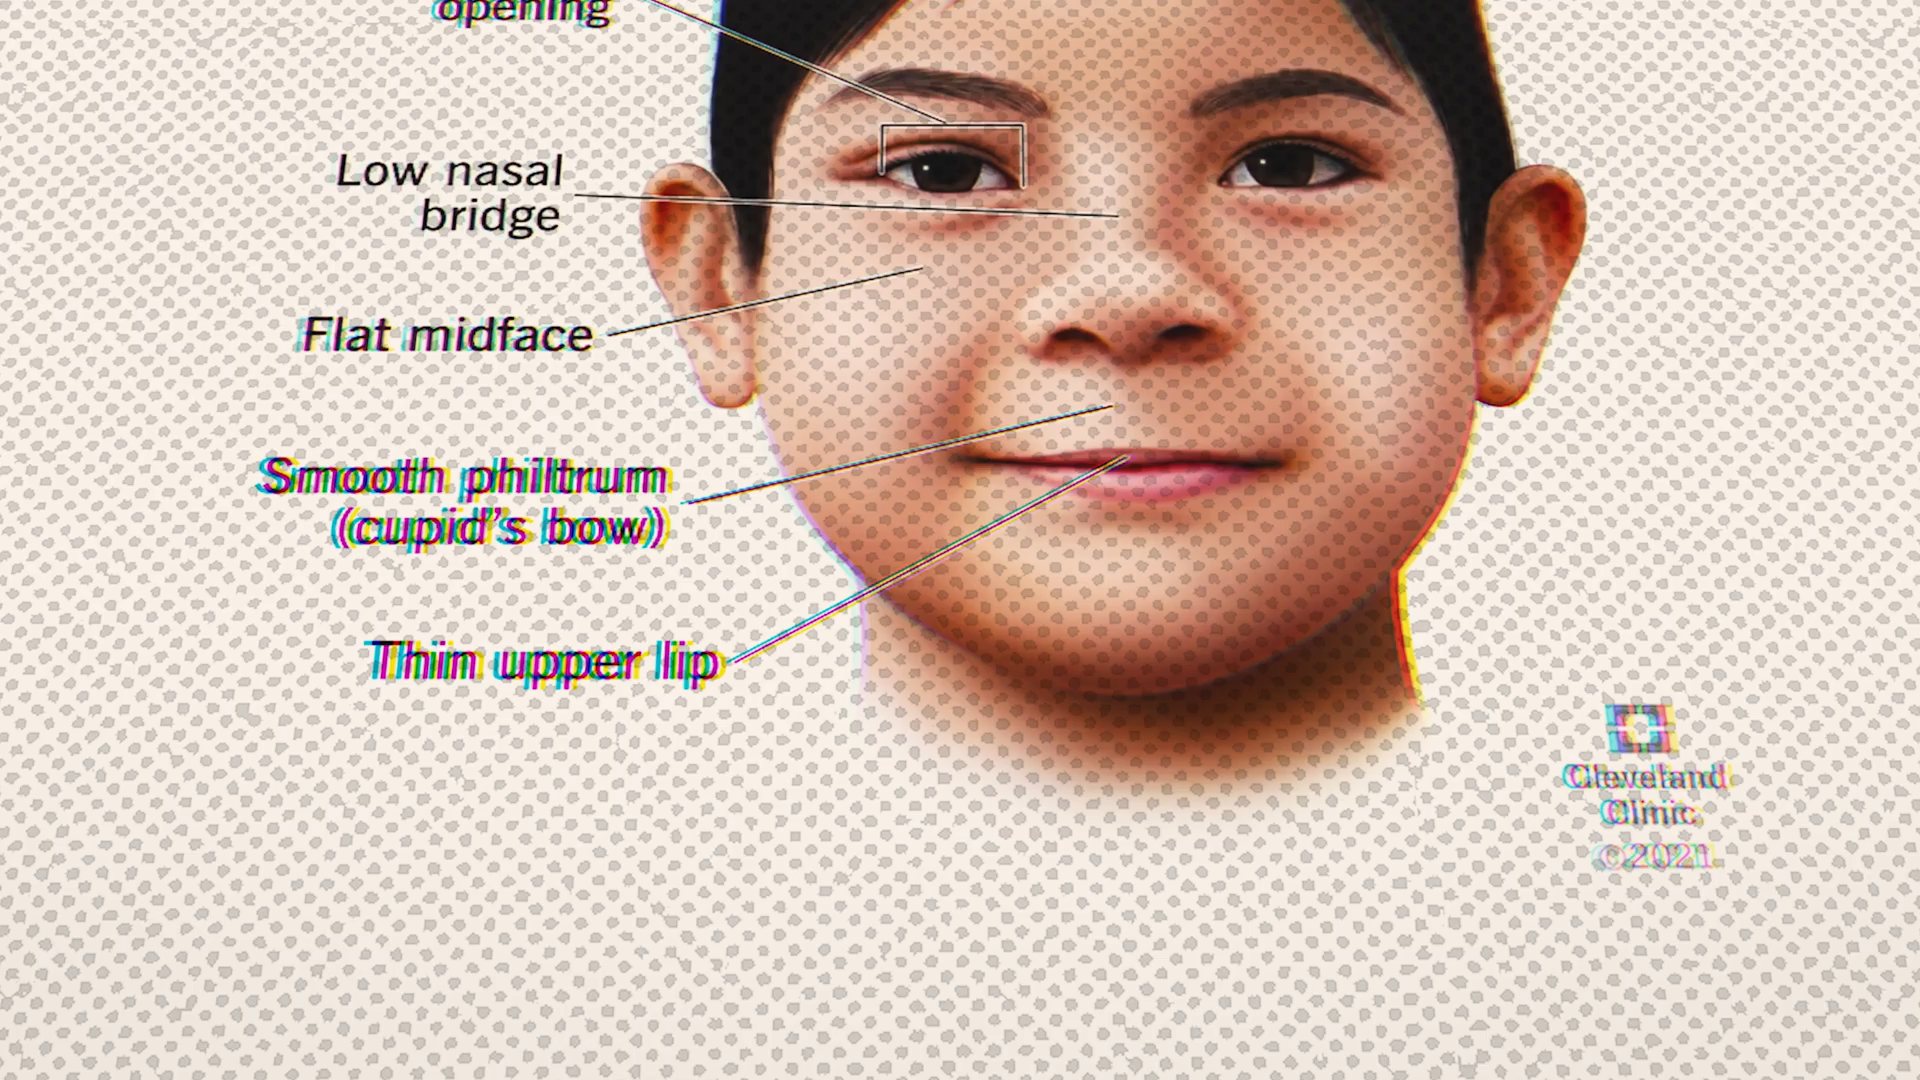 opening
Low nasal
bridge
Flat midface
Smooth philtrum
(cupid”s bow)
Thin upper lip
Cleveland
Clinic
©2021